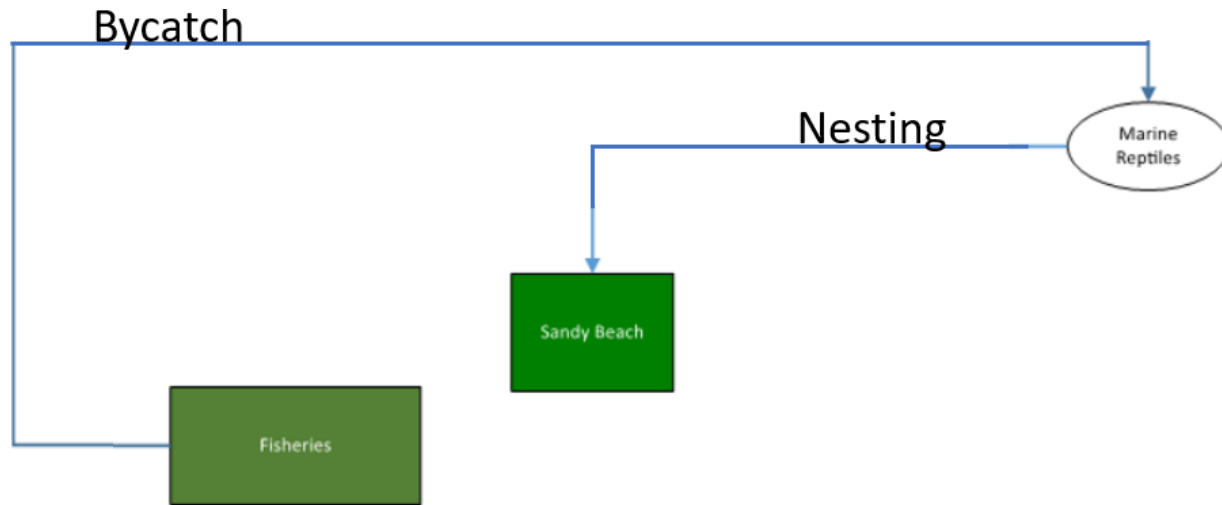 Bycatch
Nesting
Marine
Reptiles
Sandy Beach
Fisheries